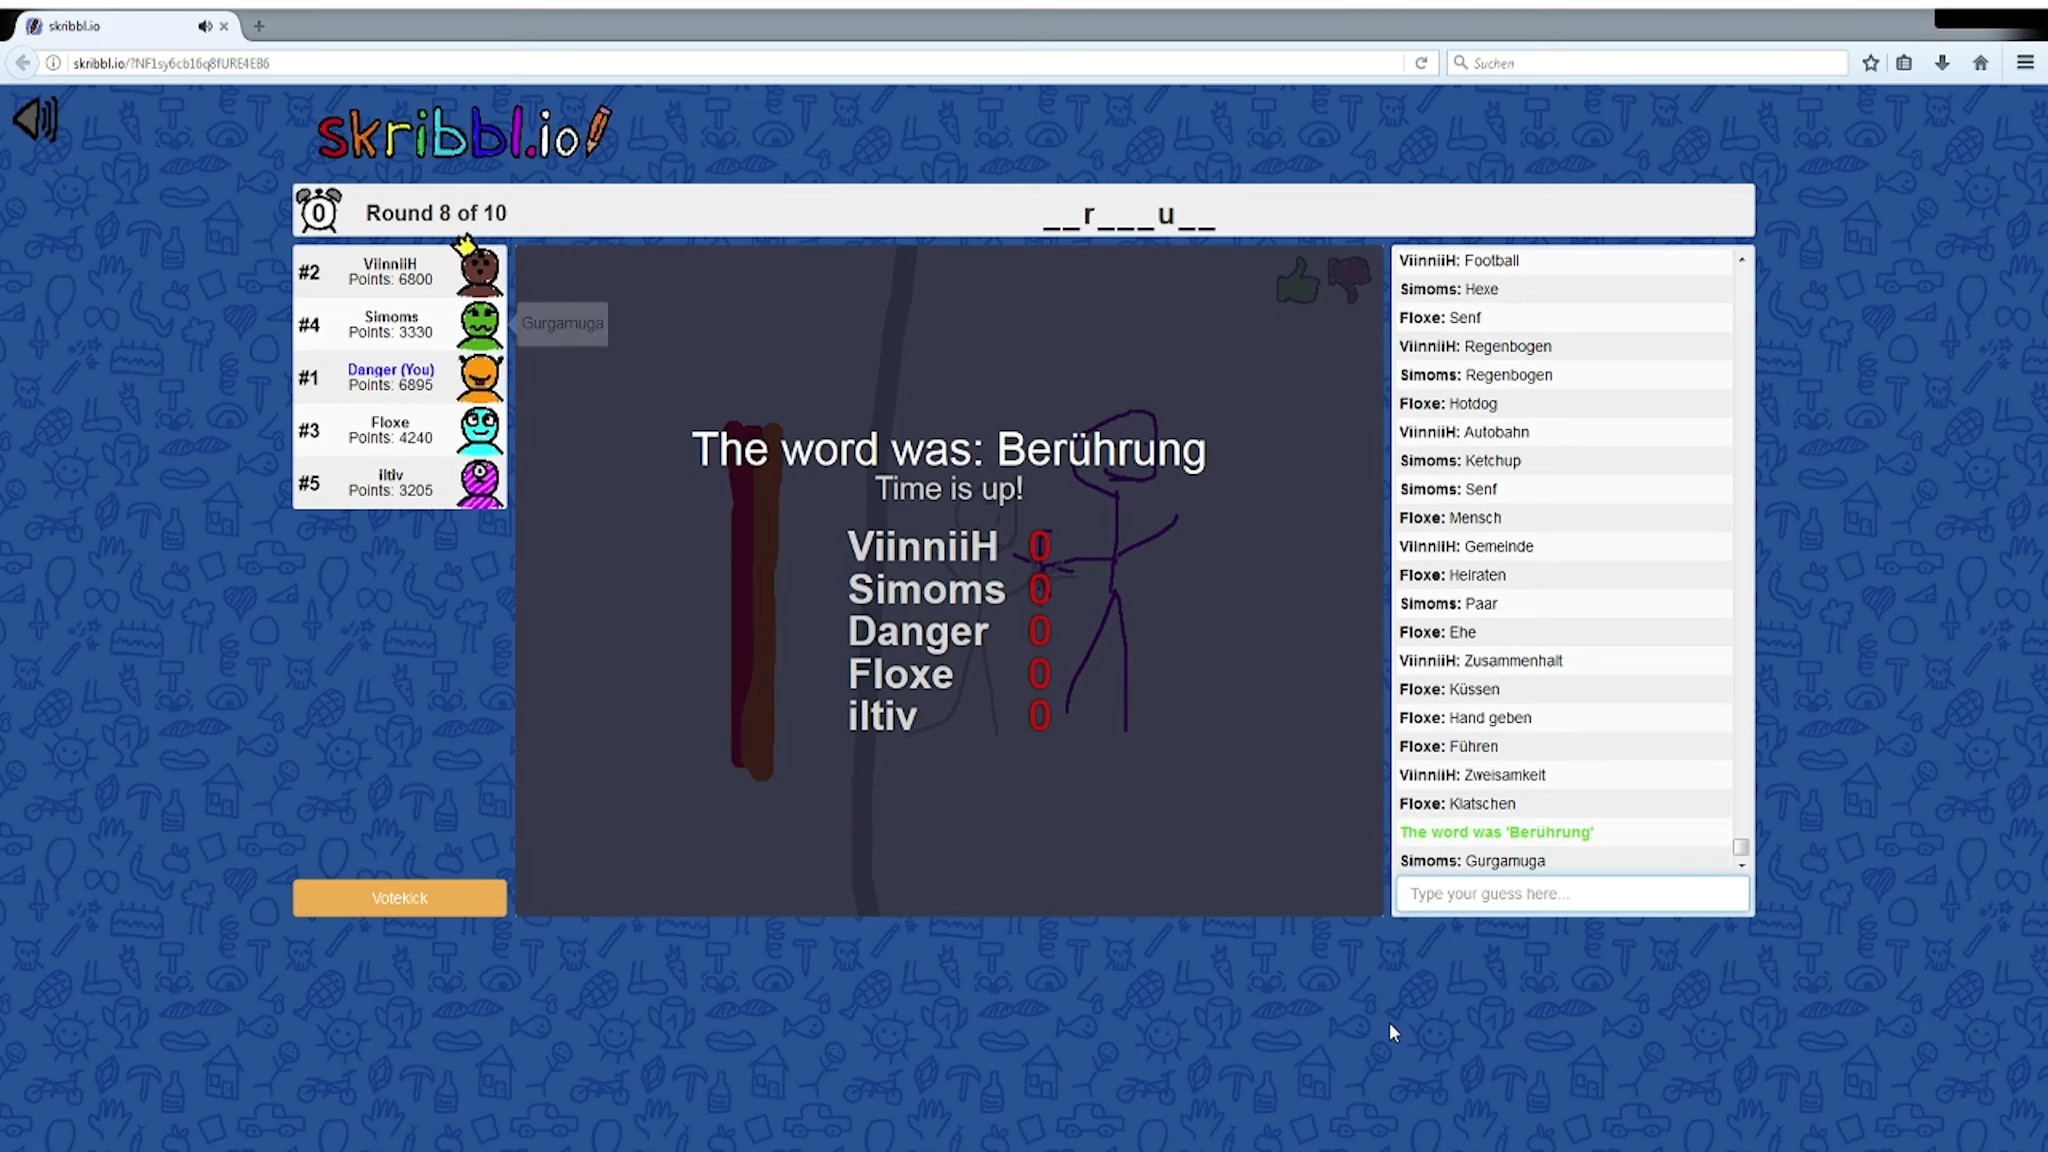 skribbl.io
skribbl.io/?NF1sy6cb16q8fURE4EB6
Suchen
skribbl.io
0
Round 8 of 10
__r___u__
#2
ViinniiH
Points: 6800
#4
Simoms
Points: 3330
#1
Danger (You)
Points: 6895
#3
Floxe
Points: 4240
#5
iltiv
Points: 3205
Votekick
Gurgamuga
The word was: Berührung
Time is up!
ViinniiH 0
Simoms 0
Danger 0
Floxe 0
iltiv 0
ViinniiH: Football
Simoms: Hexe
Floxe: Senf
ViinniiH: Regenbogen
Simoms: Regenbogen
Floxe: Hotdog
ViinniiH: Autobahn
Simoms: Ketchup
Simoms: Senf
Floxe: Mensch
ViinniiH: Gemeinde
Floxe: Heiraten
Simoms: Paar
Floxe: Ehe
ViinniiH: Zusammenhalt
Floxe: Küssen
Floxe: Hand geben
Floxe: Führen
ViinniiH: Zweisamkeit
Floxe: Klatschen
The word was 'Berührung'
Simoms: Gurgamuga
Type your guess here...